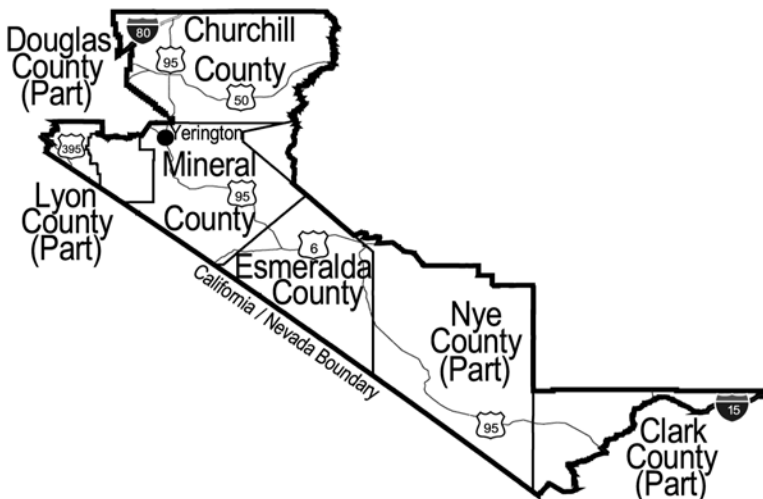 Douglas
County
(Part)
80
Churchill
County
95
50
395
Yerington
Mineral
County
95
Lyon
County
(Part)
6
Esmeralda
County
California / Nevada Boundary
Nye
County
(Part)
95
15
Clark
County
(Part)